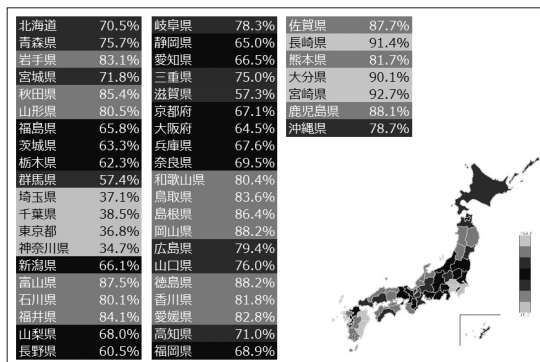 北海道 70.5%
青森県 75.7%
岩手県 83.1%
宮城県 71.8%
秋田県 85.4%
山形県 80.5%
福島県 65.8%
茨城県 63.3%
栃木県 62.3%
群馬県 57.4%
埼玉県 37.1%
千葉県 38.5%
東京都 36.8%
神奈川県 34.7%
新潟県 66.1%
富山県 87.5%
石川県 80.1%
福井県 84.1%
山梨県 68.0%
長野県 60.5%
岐阜県 78.3%
静岡県 65.0%
愛知県 66.5%
三重県 75.0%
滋賀県 57.3%
京都府 67.1%
大阪府 64.5%
兵庫県 67.6%
奈良県 69.5%
和歌山県 80.4%
鳥取県 83.6%
島根県 86.4%
岡山県 88.2%
広島県 79.4%
山口県 76.0%
徳島県 88.2%
香川県 81.8%
愛媛県 82.8%
高知県 71.0%
福岡県 68.9%
佐賀県 87.7%
長崎県 91.4%
熊本県 81.7%
大分県 90.1%
宮崎県 92.7%
鹿児島県 88.1%
沖縄県 78.7%